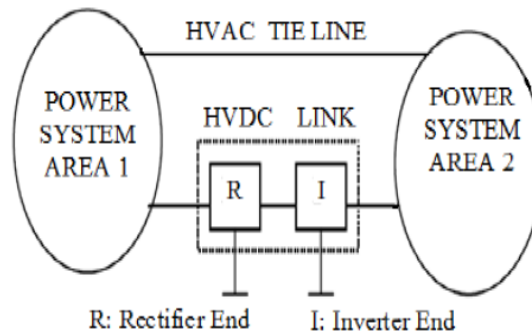 HVAC TIE LINE
POWER
SYSTEM
AREA 1
POWER
SYSTEM
AREA 2
HVDC LINK
R
I
R: Rectifier End I: Inverter End